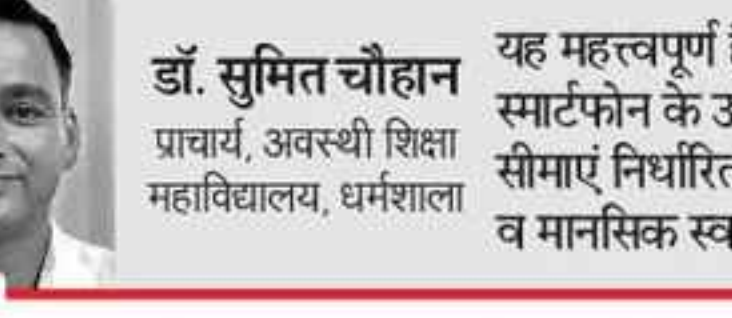 डॉ. सुमित चौहान
प्राचार्य, अवस्थी शिक्षा
महाविद्यालय, धर्मशाला
यह महत्त्वपूर्ण
स्मार्टफोन के
सीमाएं निर्धारित
व मानसिक